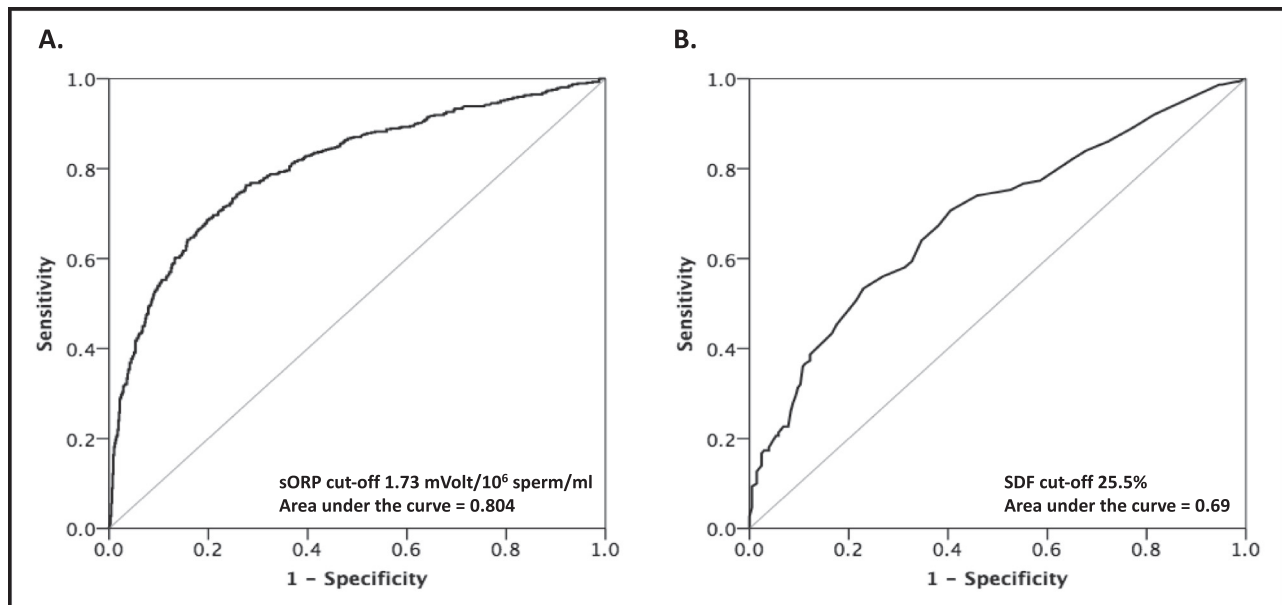 A.
B.
1.0
0.8
0.6
0.4
0.2
0.0
Sensitivity
sORP cut-off 1.73 mVolt/10⁶ sperm/ml
Area under the curve = 0.804
0.0 0.2 0.4 0.6 0.8 1.0
1 – Specificity
1.0
0.8
0.6
0.4
0.2
0.0
Sensitivity
SDF cut-off 25.5%
Area under the curve = 0.69
0.0 0.2 0.4 0.6 0.8 1.0
1 – Specificity